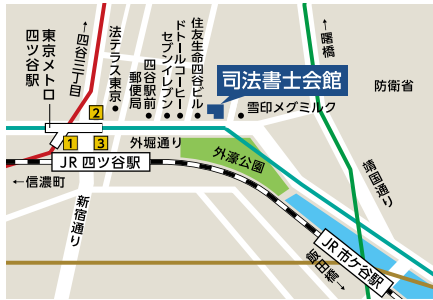 東京メトロ
四ツ谷駅
←四谷三丁目
法テラス東京
四谷駅前
郵便局
セブンイレブン
ドトールコーヒー
住友生命四谷ビル
司法書士会館
雪印メグミルク
←曙橋
防衛省
2
1
3
外堀通り
JR 四ツ谷駅
外濠公園
靖国通り
←信濃町
新宿通り
JR 市ケ谷駅
飯田橋→